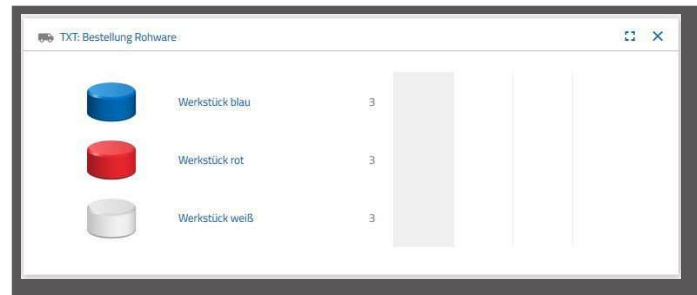 TXT: Bestellung Rohware
Werkstück blau 3
Werkstück rot 3
Werkstück weiß 3